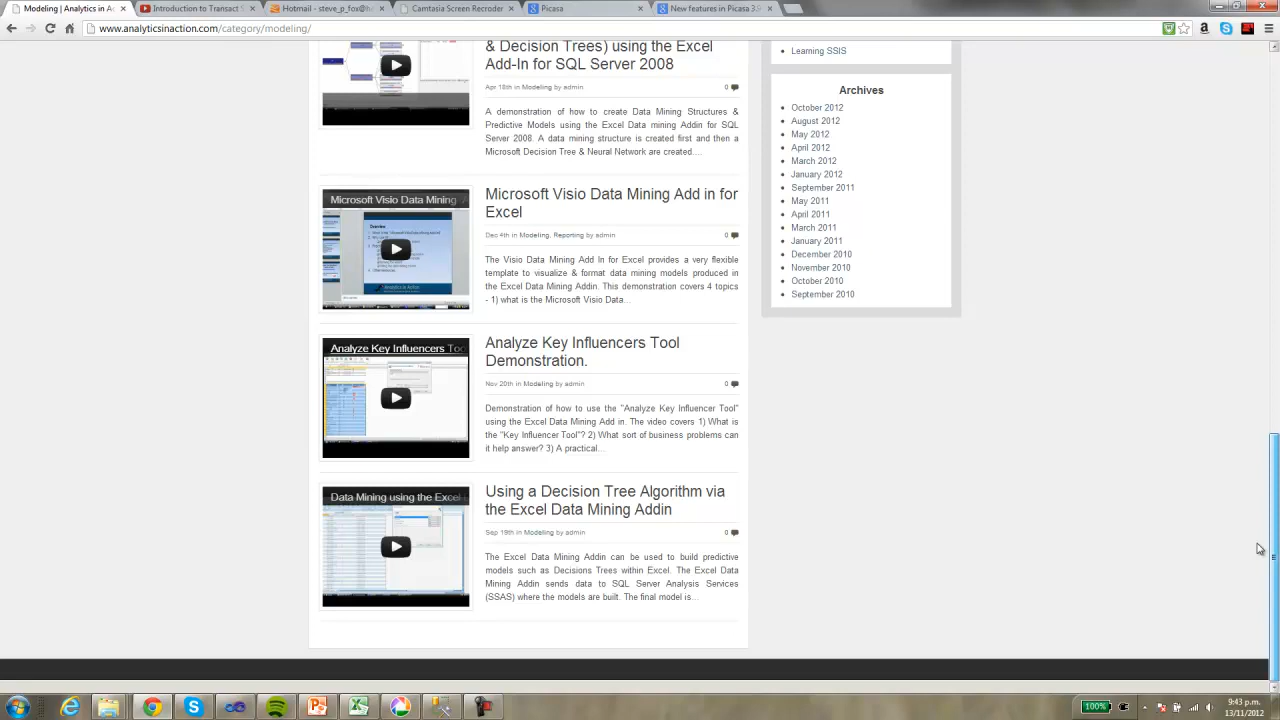 Modeling | Analytics in Ac
Introduction to Transact S
Hotmail - steve_p_fox@ho
Camtasia Screen Recroder
Picasa
New features in Picasa 3.9
www.analyticsinaction.com/category/modeling/
& Decision Trees) using the Excel
Add-In for SQL Server 2008
Apr 18th in Modeling by admin
0
A demonstration of how to create Data Mining Structures &
Predictive Models using the Excel Data mining Addin for SQL
Server 2008. A data mining structure is created first and then a
Microsoft Decision Tree & Neural Network are created....
Microsoft Visio Data Mining
Microsoft Visio Data Mining Add in for
Excel
Dec 4th in Modeling, Reporting by admin
0
The Visio Data Mining Add In for Excel provides a very flexible
template to visualize & format data mining models produced in
the Excel Data Mining Addin. This demonstration covers 4 topics
- 1) what is the Microsoft Visio Data...
Overview
Analyze Key Influencers Too
Analyze Key Influencers Tool
Demonstration.
Nov 20th in Modeling by admin
0
Demonstration of how to use the "Analyze Key Influencer Tool"
using the Excel Data Mining Add in. The video covers 1) What is
the "Key Influencer Tool"? 2) What sort of business problems can
it help answer? 3) A practical...
Data Mining using the Excel
Using a Decision Tree Algorithm via
the Excel Data Mining Addin
Sep 19th in Modeling by admin
0
The Excel Data Mining Addin can be used to build predictive
models such as Decisions Trees within Excel. The Excel Data
Mining Addin sends data to SQL Server Analysis Services
(SSAS) where the models are built. The final model is...
Learning SSIS
Archives
October 2012
August 2012
May 2012
April 2012
March 2012
January 2012
September 2011
May 2011
April 2011
March 2011
January 2011
December 2010
November 2010
October 2010
September 2010
100%
9:43 p.m.
13/11/2012